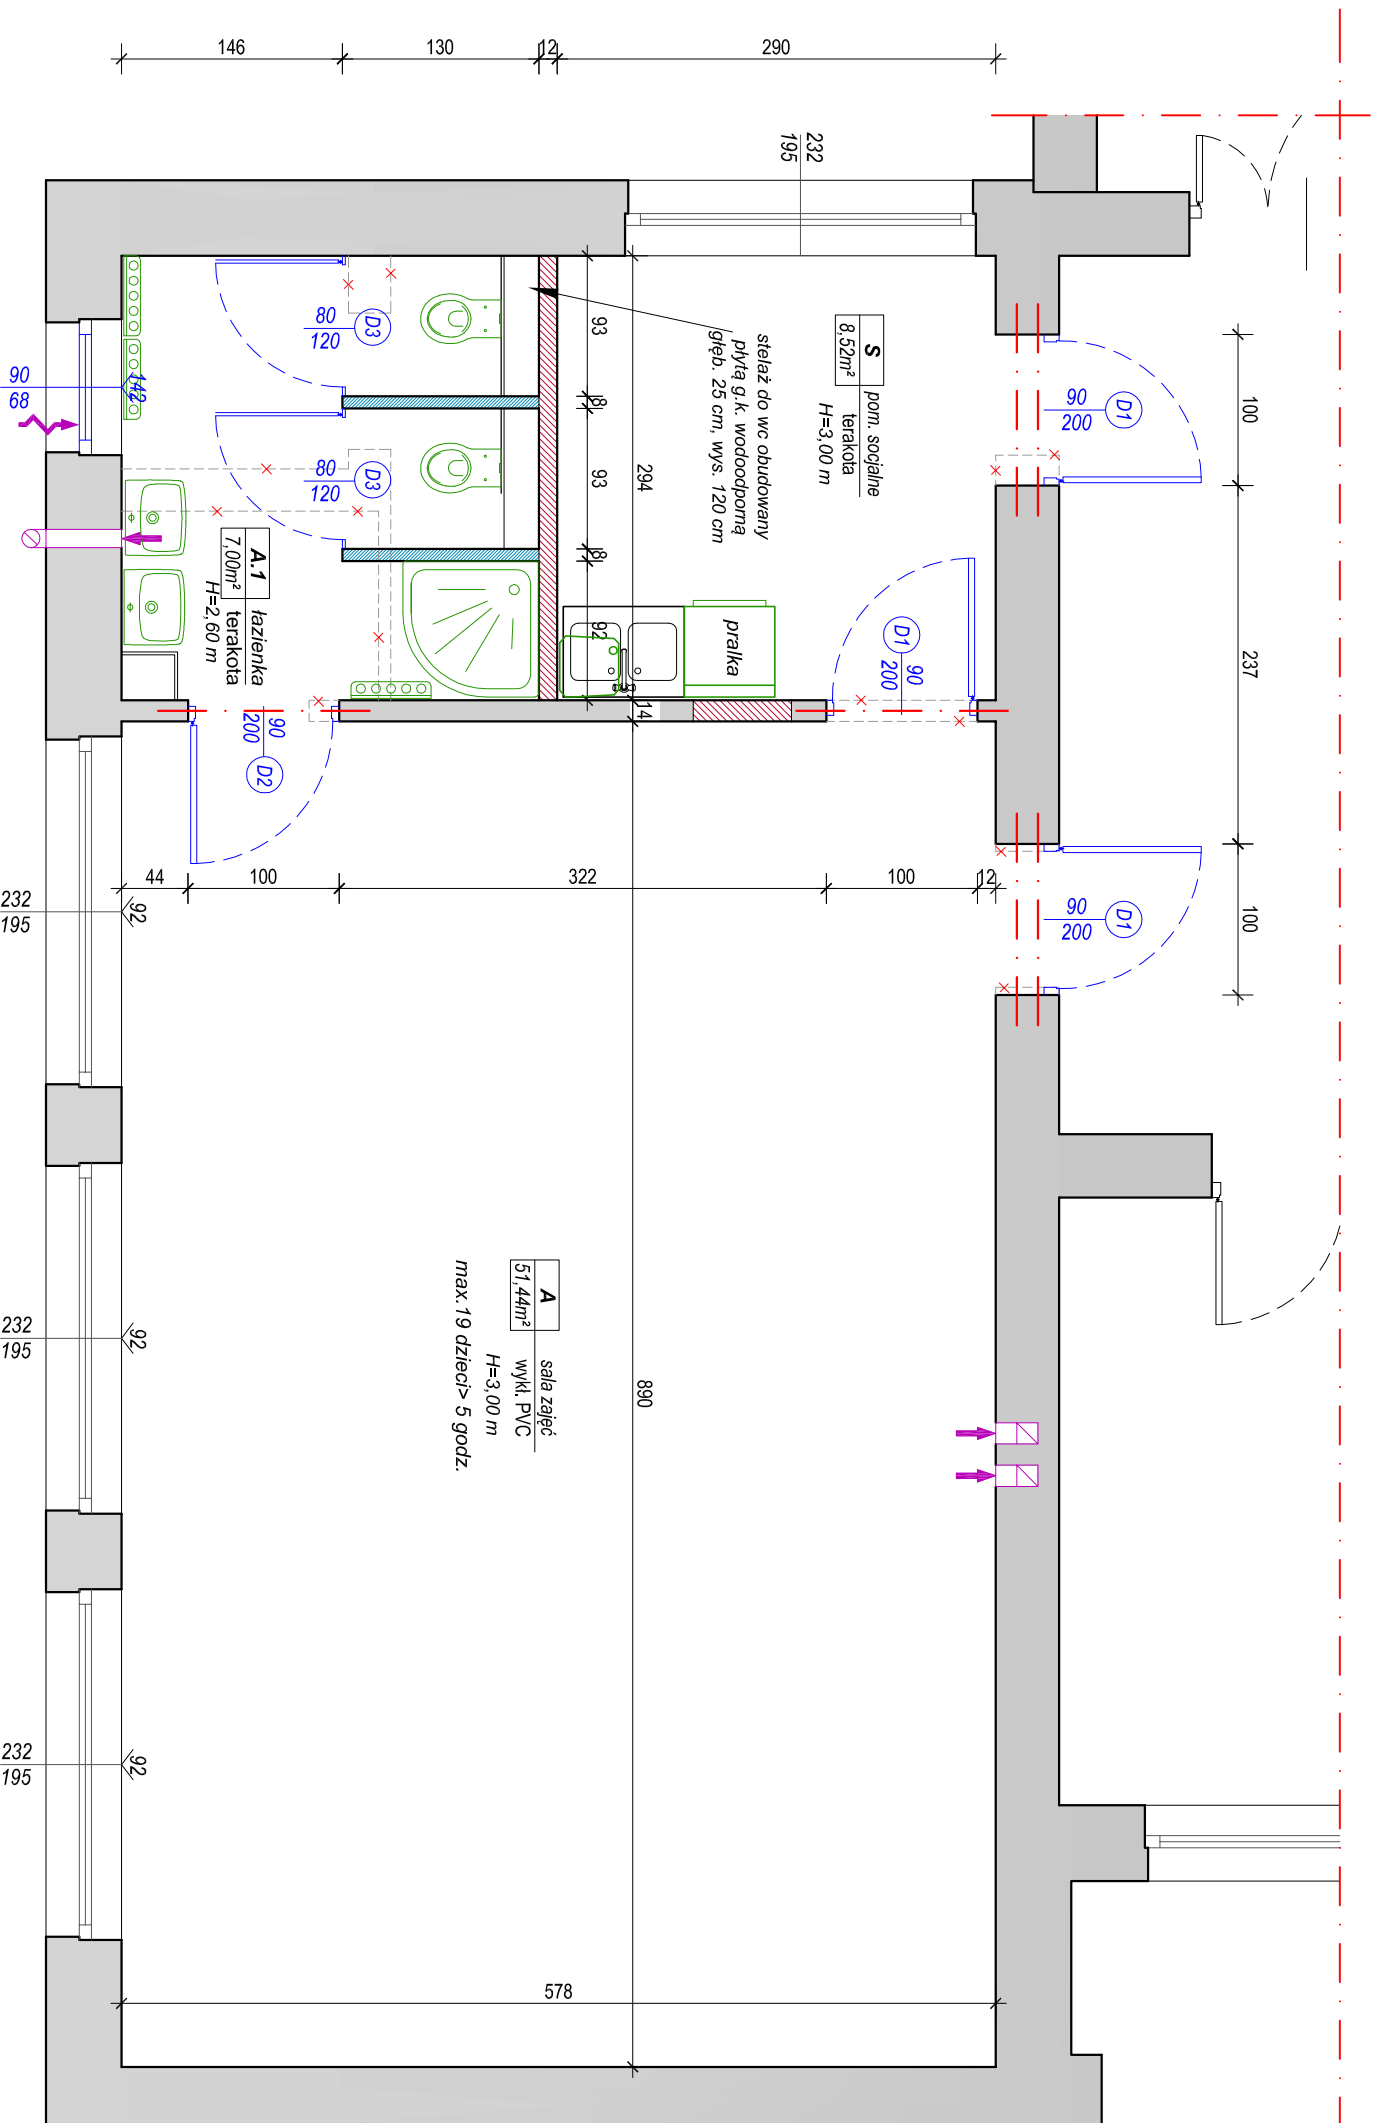 146
130
12
290
232
195
S
8,52m²
pom. socjalne
terakota
H=3,00 m
stelaż do wc obudowany
płytą g.k. wodoodporną
głęb. 25 cm, wys. 120 cm
D3
80
120
D3
80
120
D1
90
200
100
237
D1
90
200
D1
90
200
100
93
8
93
8
92
294
14
pralka
142
90
68
A.1
7,00m²
łazienka
terakota
H=2,60 m
D2
90
200
44
100
322
100
12
232
195
92
232
195
92
232
195
92
A
51,44m²
sala zajęć
wykł. PVC
H=3,00 m
max.19 dzieci> 5 godz.
890
578